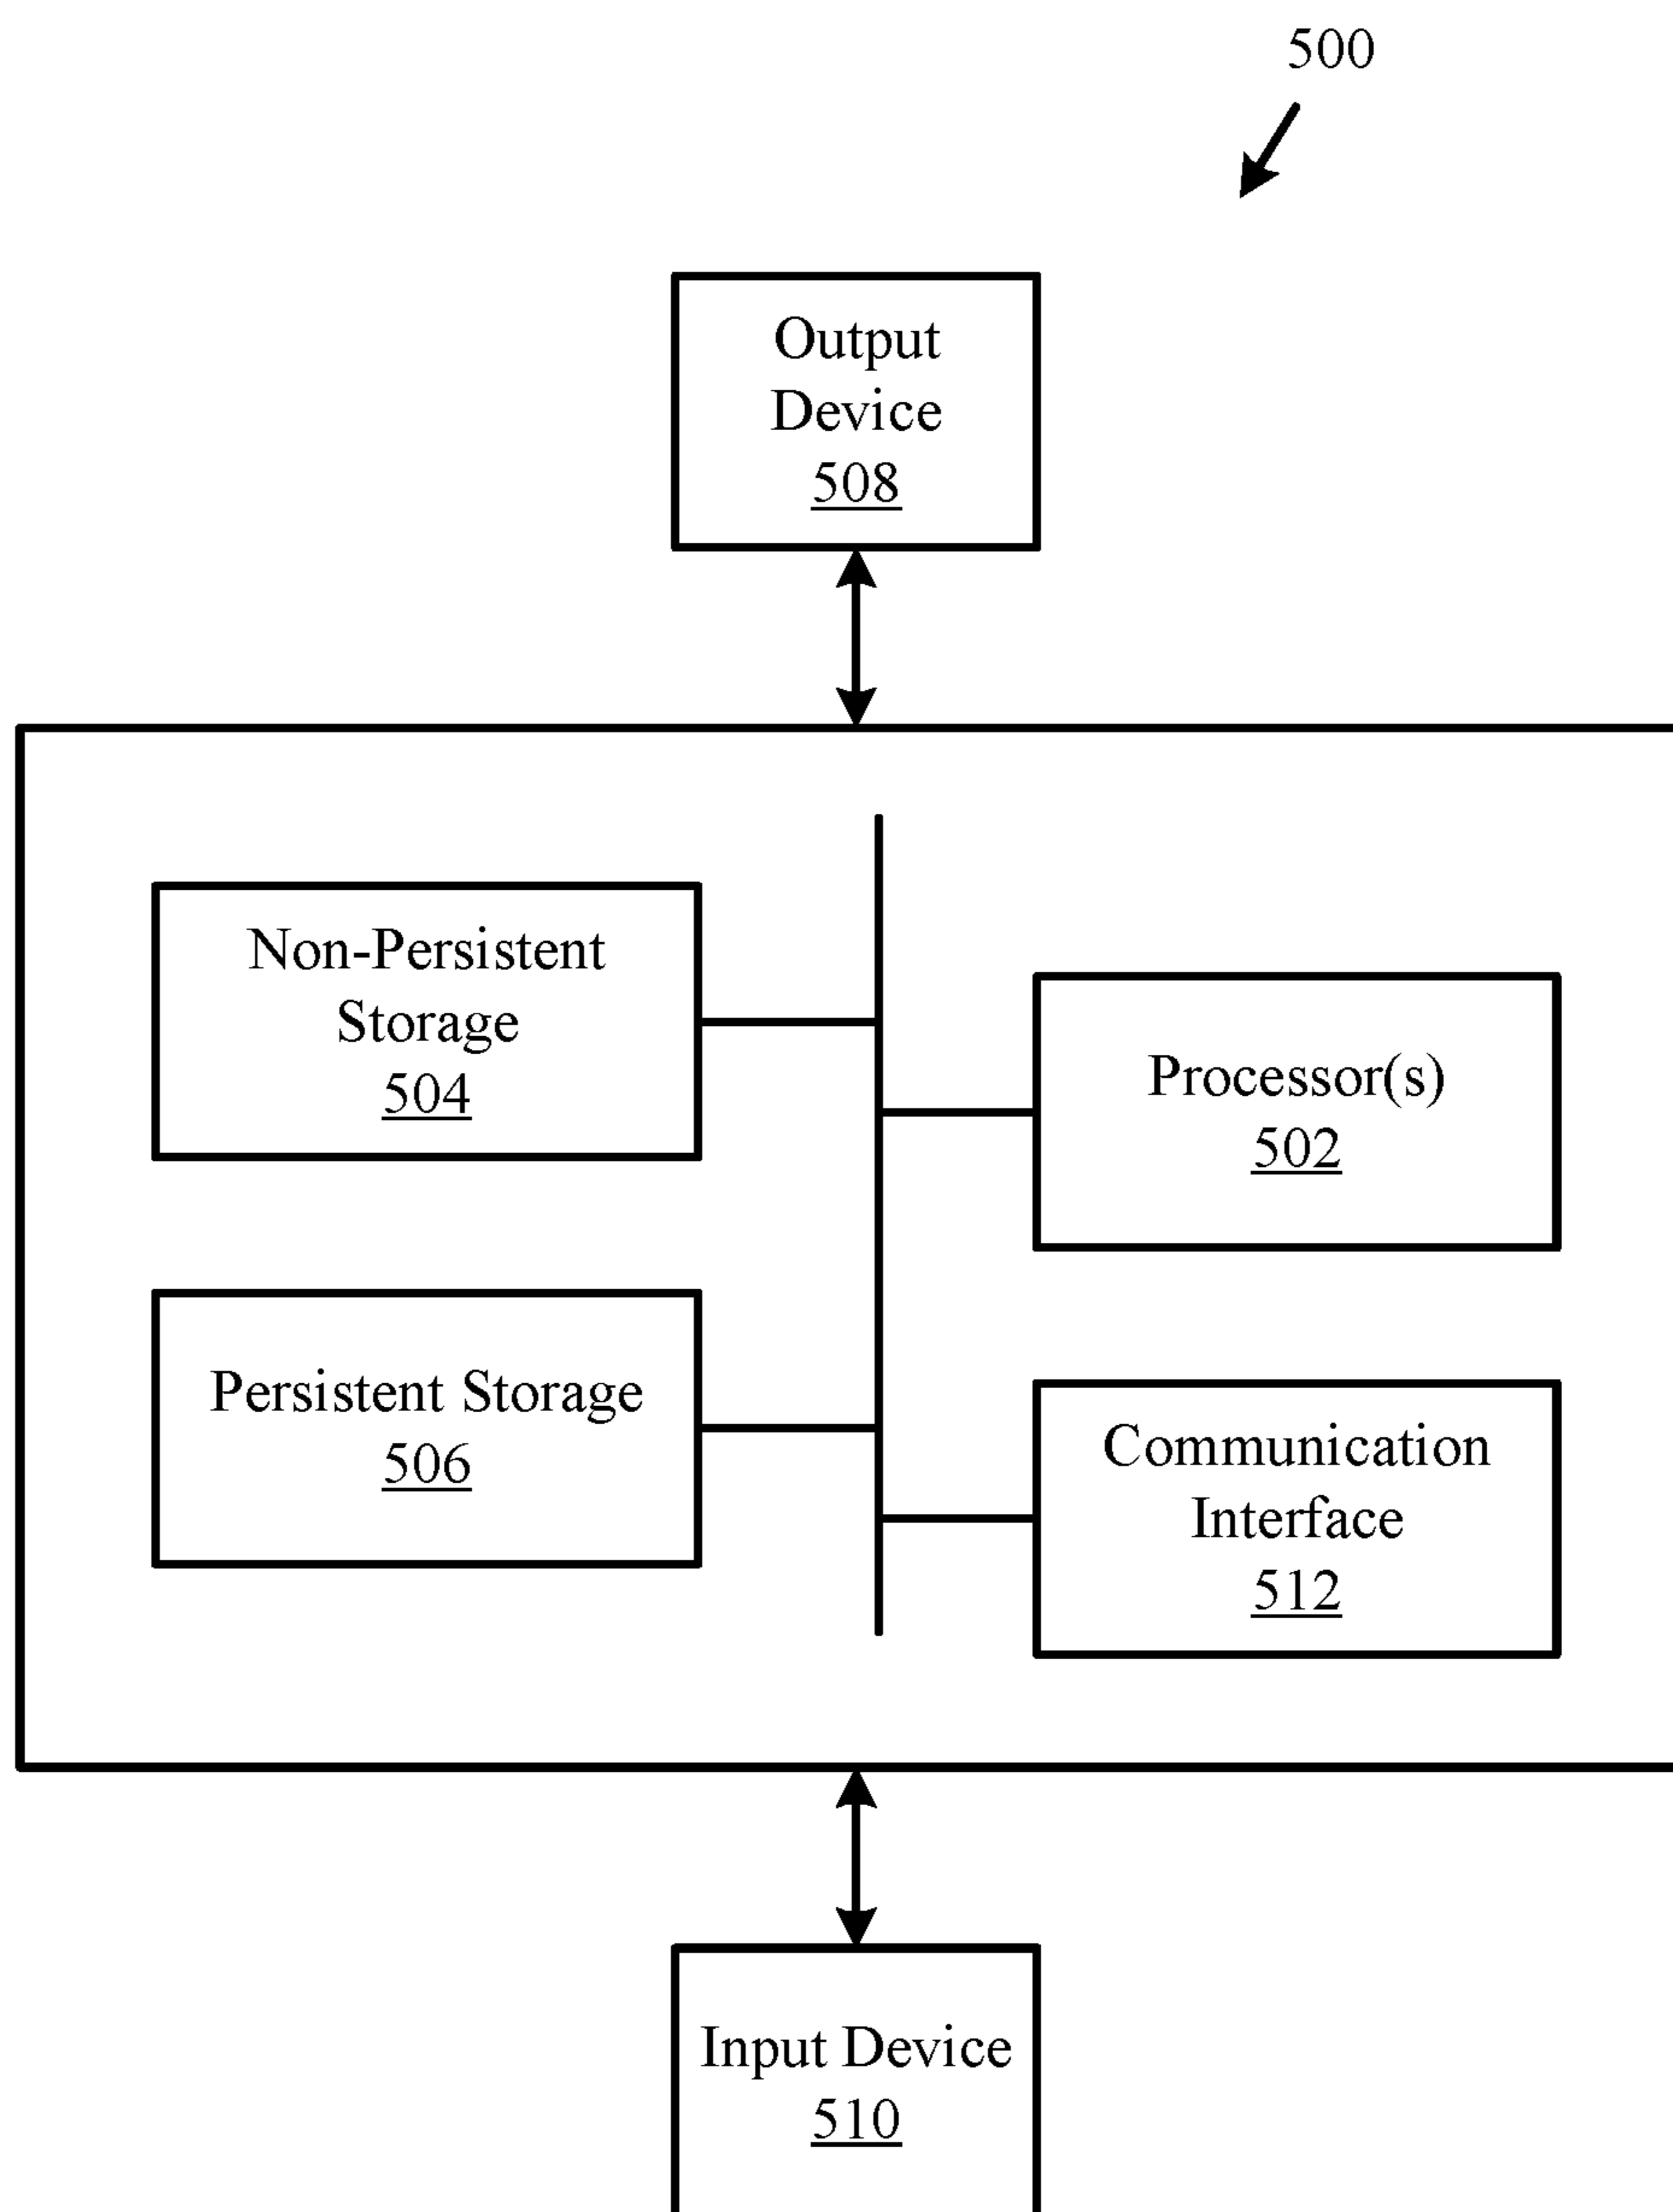 500
Output
Device
508
Non-Persistent
Storage
504
Processor(s)
502
Persistent Storage
506
Communication
Interface
512
Input Device
510